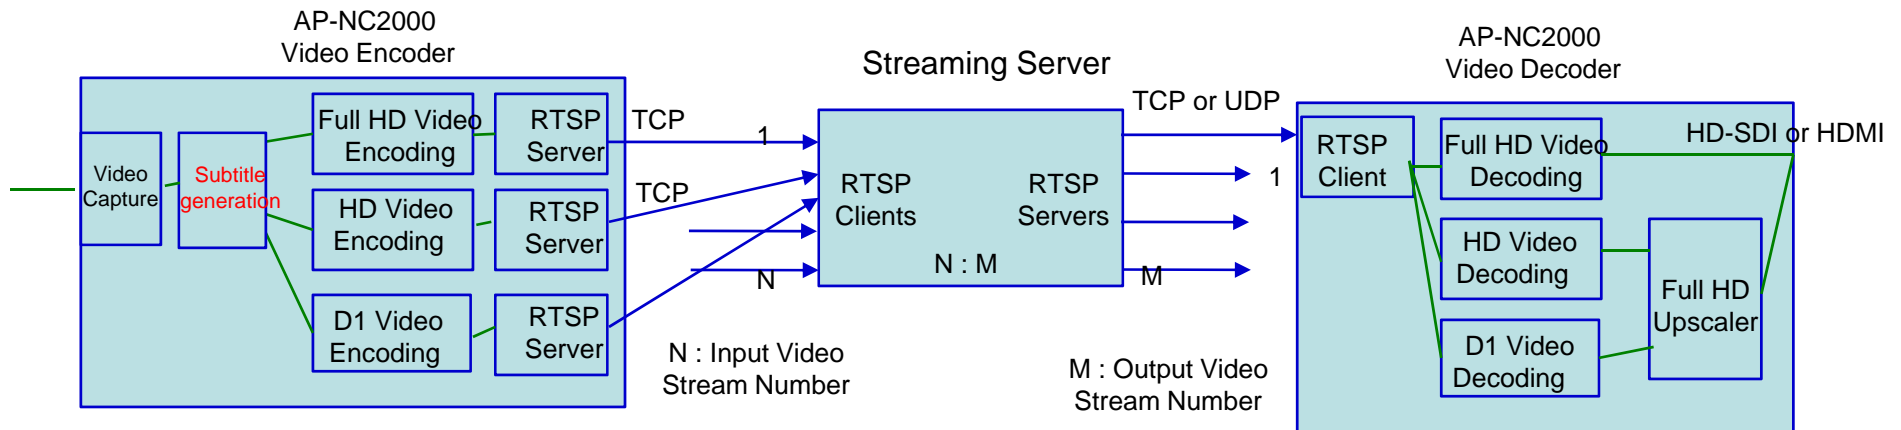 AP-NC2000
Video Encoder
Video
Capture
Subtitle
generation
Full HD Video
Encoding
RTSP
Server
HD Video
Encoding
RTSP
Server
D1 Video
Encoding
RTSP
Server
TCP
TCP
1
N
N : Input Video
Stream Number
Streaming Server
RTSP
Clients
RTSP
Servers
N : M
TCP or UDP
1
M
M : Output Video
Stream Number
AP-NC2000
Video Decoder
RTSP
Client
Full HD Video
Decoding
HD Video
Decoding
D1 Video
Decoding
Full HD
Upscaler
HD-SDI or HDMI